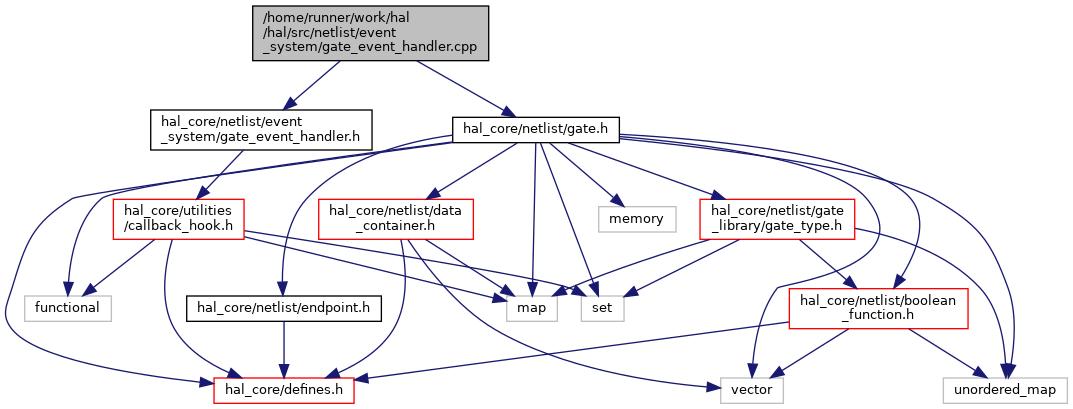 /home/runner/work/hal
/hal/src/netlist/event
_system/gate_event_handler.cpp
hal_core/netlist/event
_system/gate_event_handler.h
hal_core/netlist/gate.h
hal_core/utilities
/callback_hook.h
hal_core/netlist/data
_container.h
memory
hal_core/netlist/gate
_library/gate_type.h
functional
hal_core/netlist/endpoint.h
map
set
hal_core/netlist/boolean
_function.h
hal_core/defines.h
vector
unordered_map